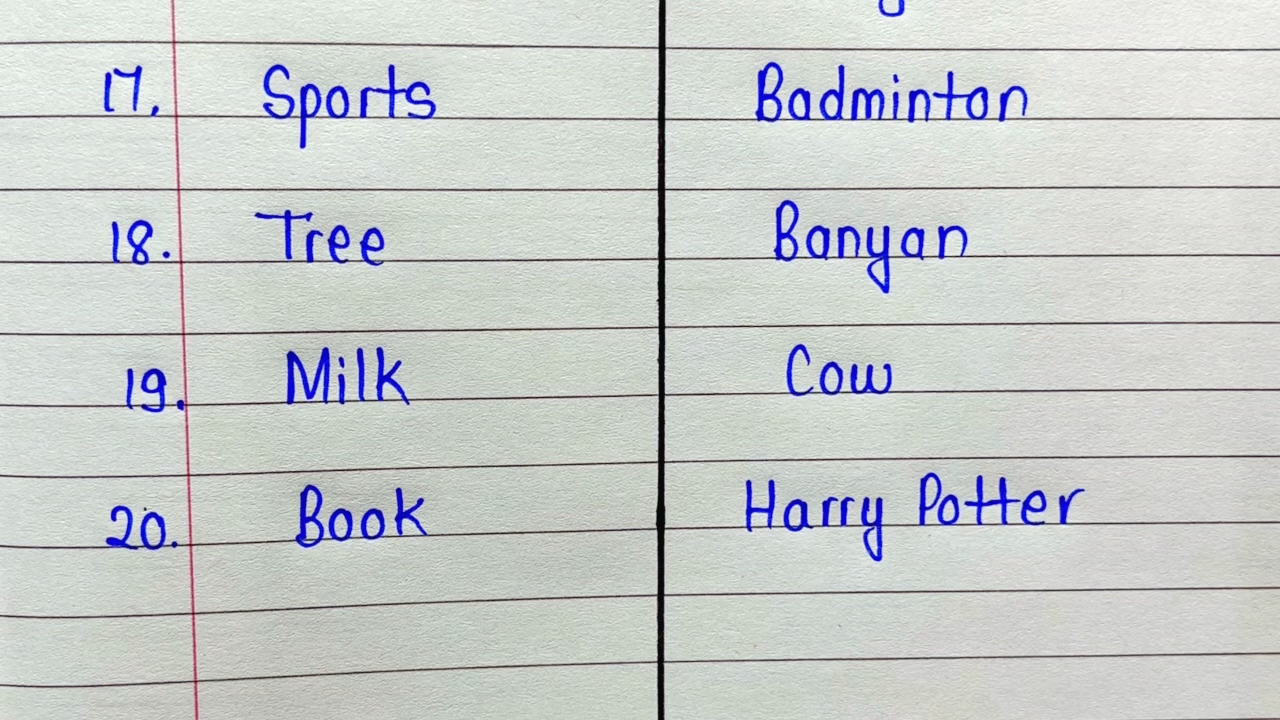 17. Sports Badminton
18. Tree Banyan
19. Milk Cow
20. Book Harry Potter